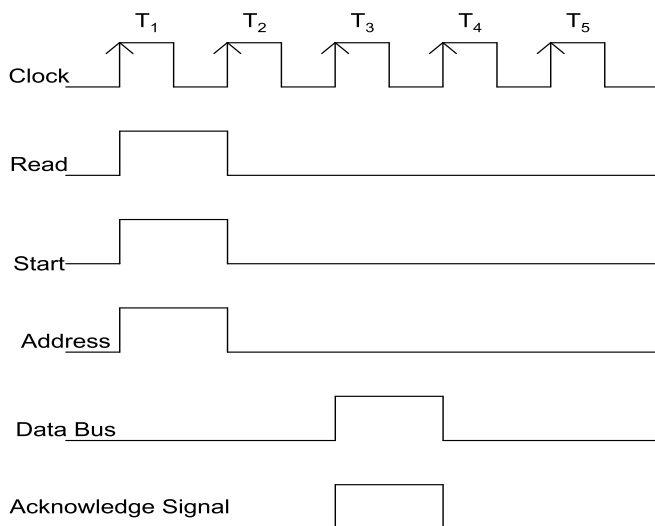 T1 T2 T3 T4 T5
Clock
Read
Start
Address
Data Bus
Acknowledge Signal